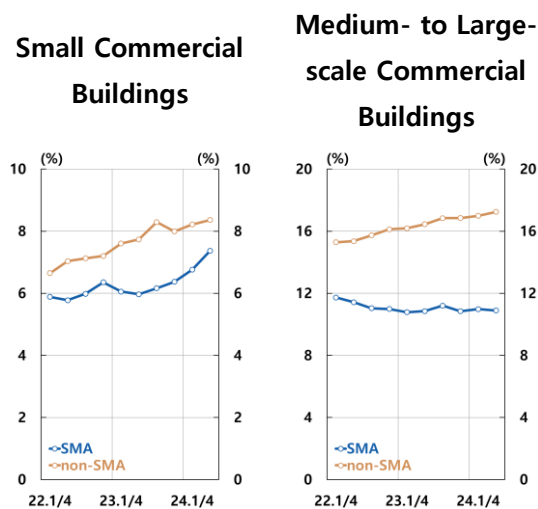 Small Commercial
Buildings
(%) (%)
10 10
8 8
6 6
4 4
2 2
0 0
SMA
non-SMA
22.1/4 23.1/4 24.1/4
Medium- to Large-
scale Commercial
Buildings
(%) (%)
20 20
16 16
12 12
8 8
4 4
0 0
SMA
non-SMA
22.1/4 23.1/4 24.1/4